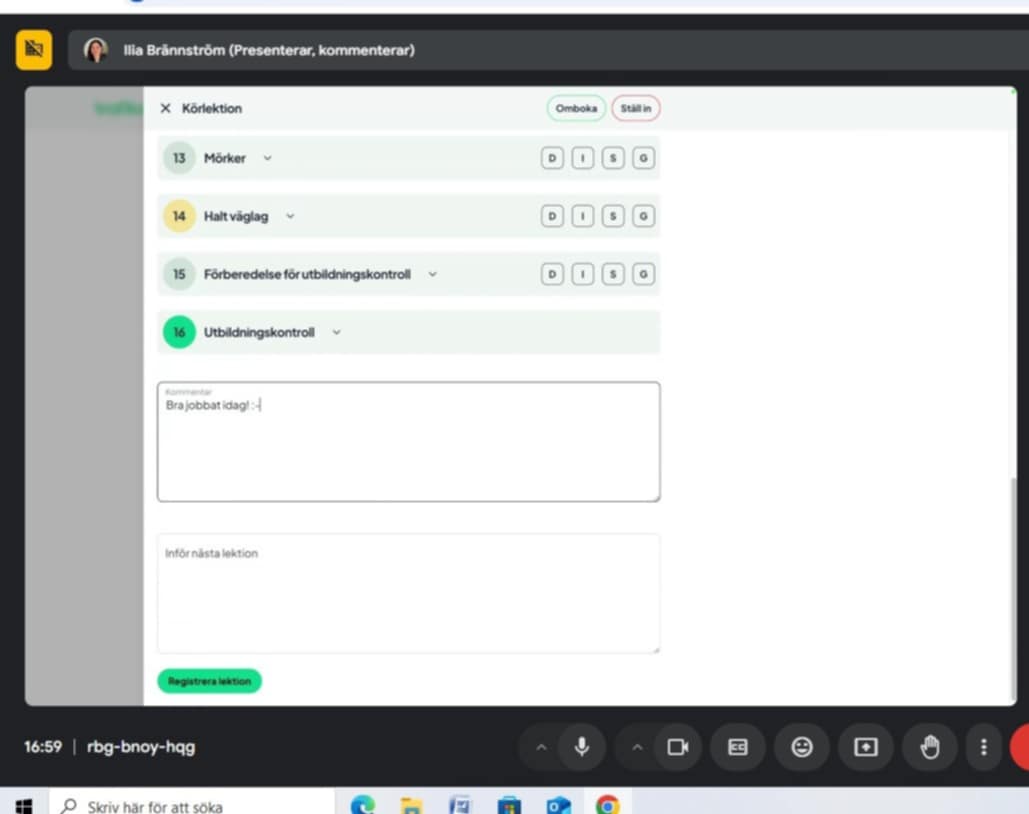 Ilia Brännström (Presenterar, kommenterar)
Körlektion
Omboka
Ställ in
13 Mörker D I S G
14 Halt väglag D I S G
15 Förberedelse för utbildningskontroll D I S G
16 Utbildningskontroll
Kommentar
Bra jobbat idag! :-
Inför nästa lektion
Registrera lektion
16:59 | rbg-bnoy-hqg
CC
Skriv här för att söka